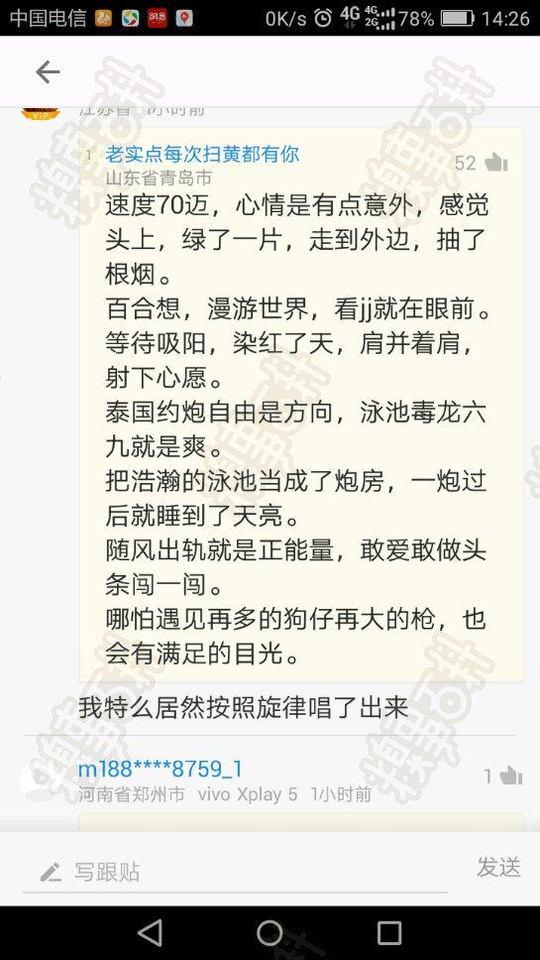 中国电信
0K/s
4G
4G
2G
78%
14:26
VIP
江苏省 1小时前
1 老实点每次扫黄都有你
52
山东省青岛市
速度70迈，心情是有点意外，感觉
头上，绿了一片，走到外边，抽了
根烟。
百合想，漫游世界，看jj就在眼前。
等待吸阳，染红了天，肩并着肩，
射下心愿。
泰国约炮自由是方向，泳池毒龙六
九就是爽。
把浩瀚的泳池当成了炮房，一炮过
后就睡到了天亮。
随风出轨就是正能量，敢爱敢做头
条闯一闯。
哪怕遇见再多的狗仔再大的枪，也
会有满足的目光。
我特么居然按照旋律唱了出来
m188****8759_1
1
河南省郑州市 vivo Xplay 5 1小时前
写跟贴
发送